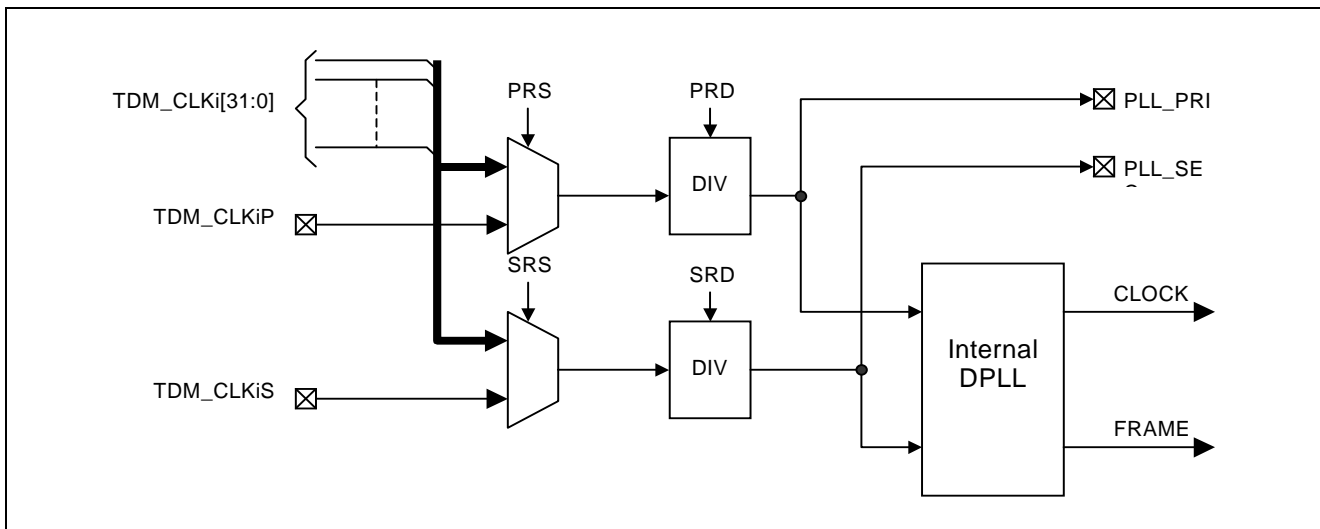 TDM_CLKi[31:0]
PRS
PRD
PLL_PRI
DIV
PLL_SE
TDM_CLKiP
SRS
SRD
CLOCK
Internal
DPLL
DIV
TDM_CLKiS
FRAME